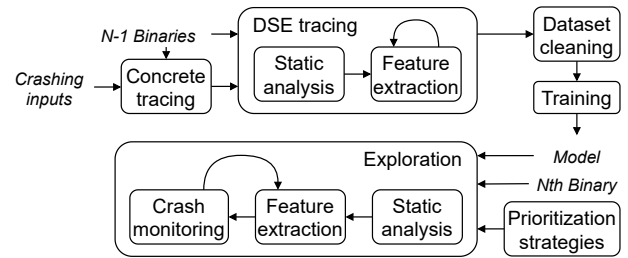 N-1 Binaries
DSE tracing
Dataset
cleaning
Static
analysis
Feature
extraction
Crashing
inputs
Concrete
tracing
Training
Exploration
Model
Nth Binary
Crash
monitoring
Feature
extraction
Static
analysis
Prioritization
strategies